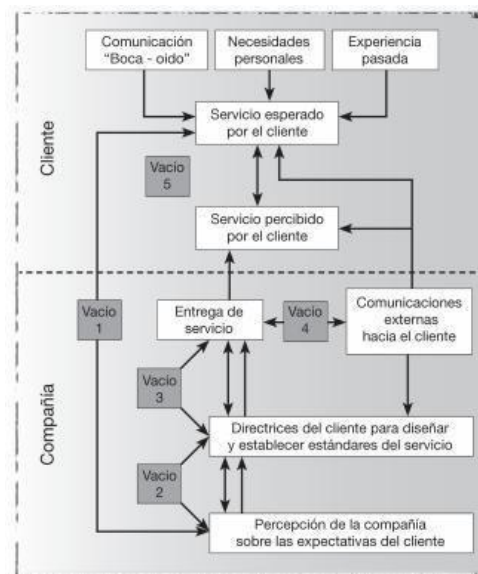 Comunicación
"Boca - oido"
Necesidades
personales
Experiencia
pasada
Cliente
Servicio esperado
por el cliente
Vacío
5
Servicio percibido
por el cliente
Compañía
Vacío
1
Entrega de
servicio
Vacío
4
Comunicaciones
externas
hacia el cliente
Vacío
3
Directrices del cliente para diseñar
y establecer estándares del servicio
Vacío
2
Percepción de la compañía
sobre las expectativas del cliente